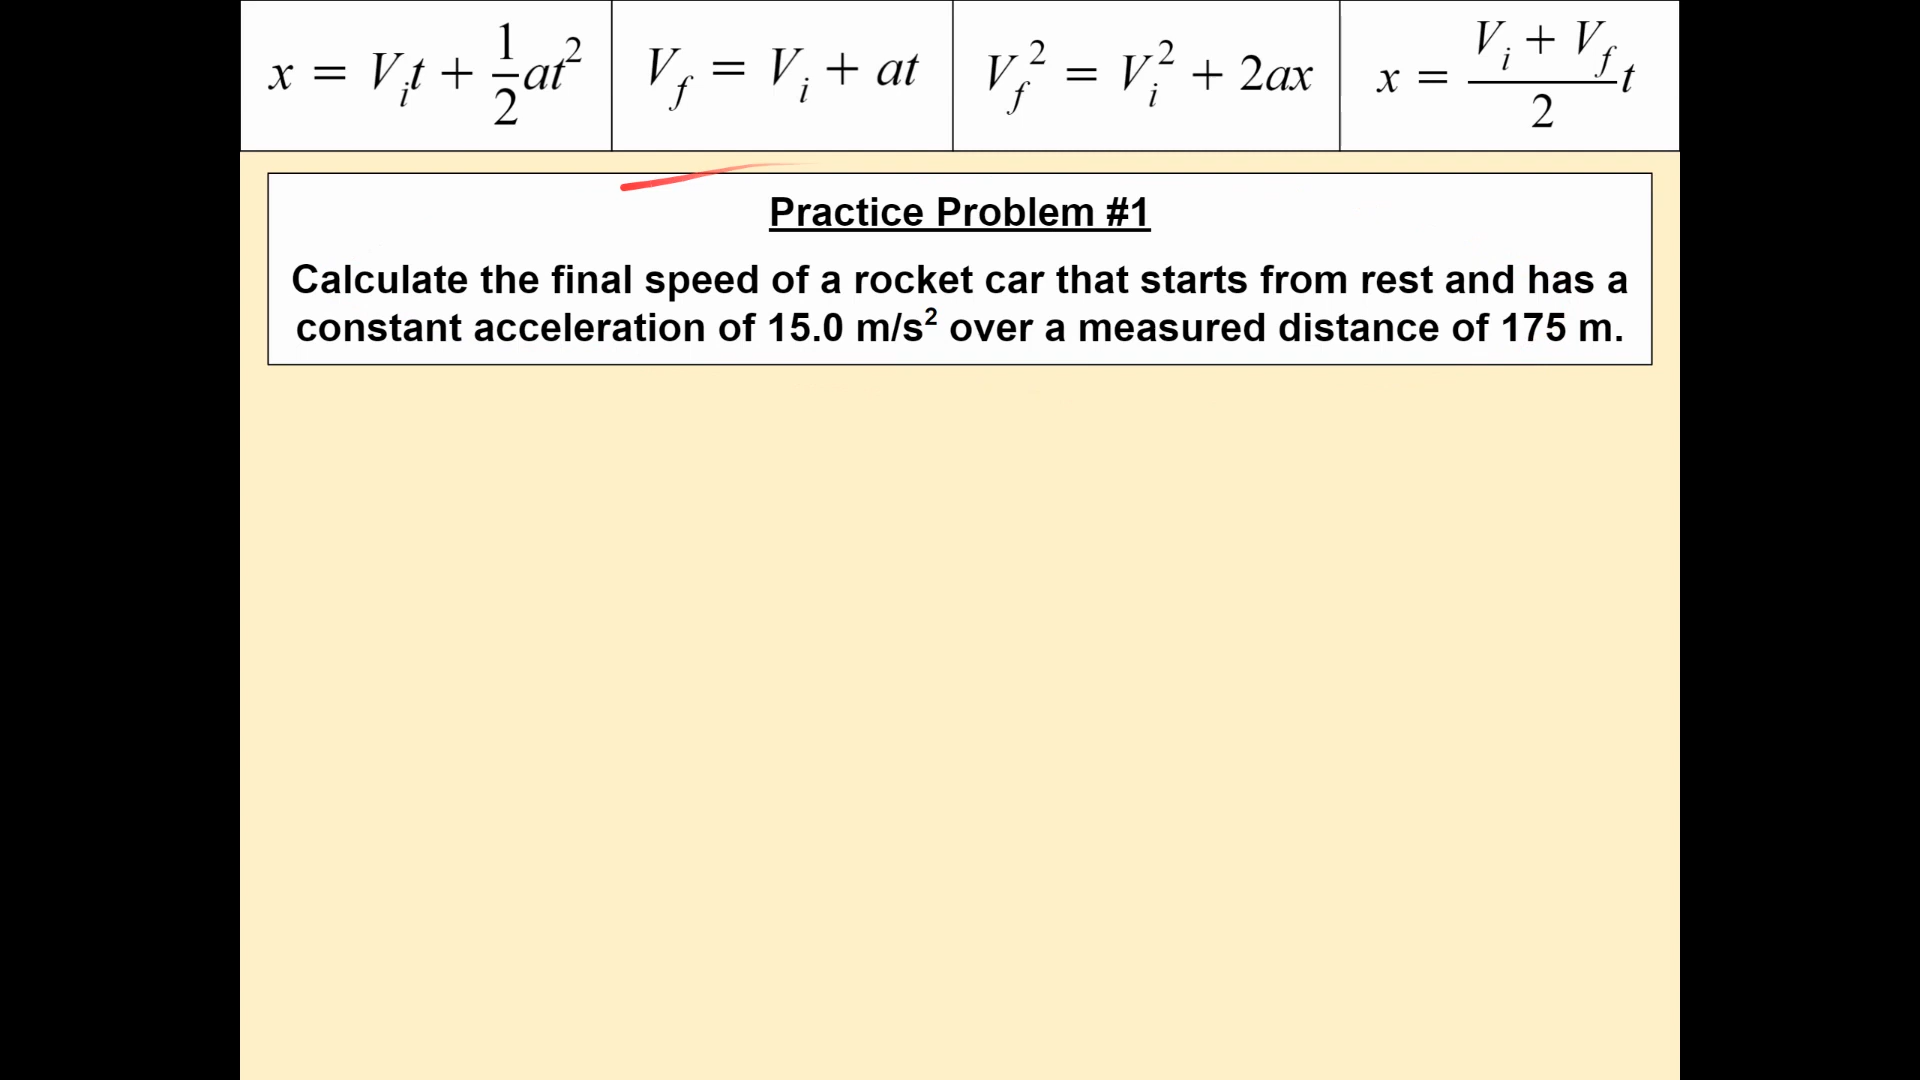 x = V_i t + 1/2 at²
V_f = V_i + at
V_f² = V_i² + 2ax
x = (V_i + V_f)/2 t
Practice Problem #1
Calculate the final speed of a rocket car that starts from rest and has a
constant acceleration of 15.0 m/s² over a measured distance of 175 m.